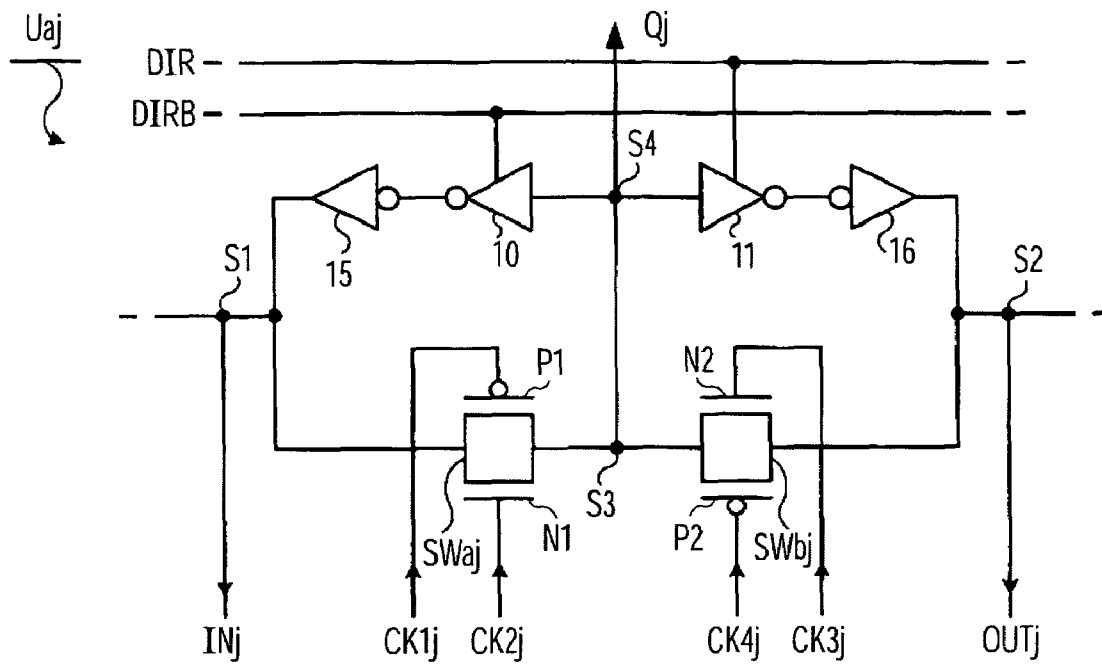 Uaj
Qj
DIR
DIRB
S4
15
10
11
16
S1
S2
P1
N2
S3
SWaj
N1
P2
SWbj
INj
CK1j
CK2j
CK4j
CK3j
OUTj